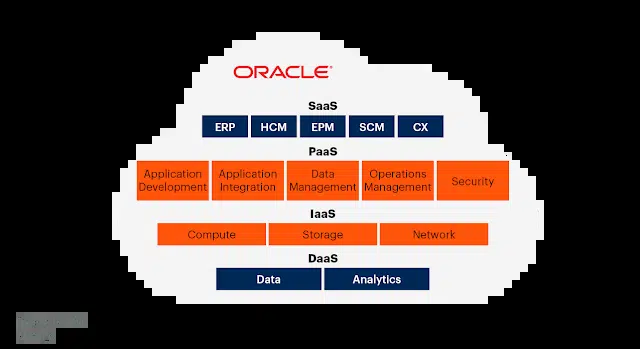 ORACLE
SaaS
ERP HCM EPM SCM CX
PaaS
Application Application Data Operations Security
Development Integration Management Management
IaaS
Compute Storage Network
DaaS
Data Analytics